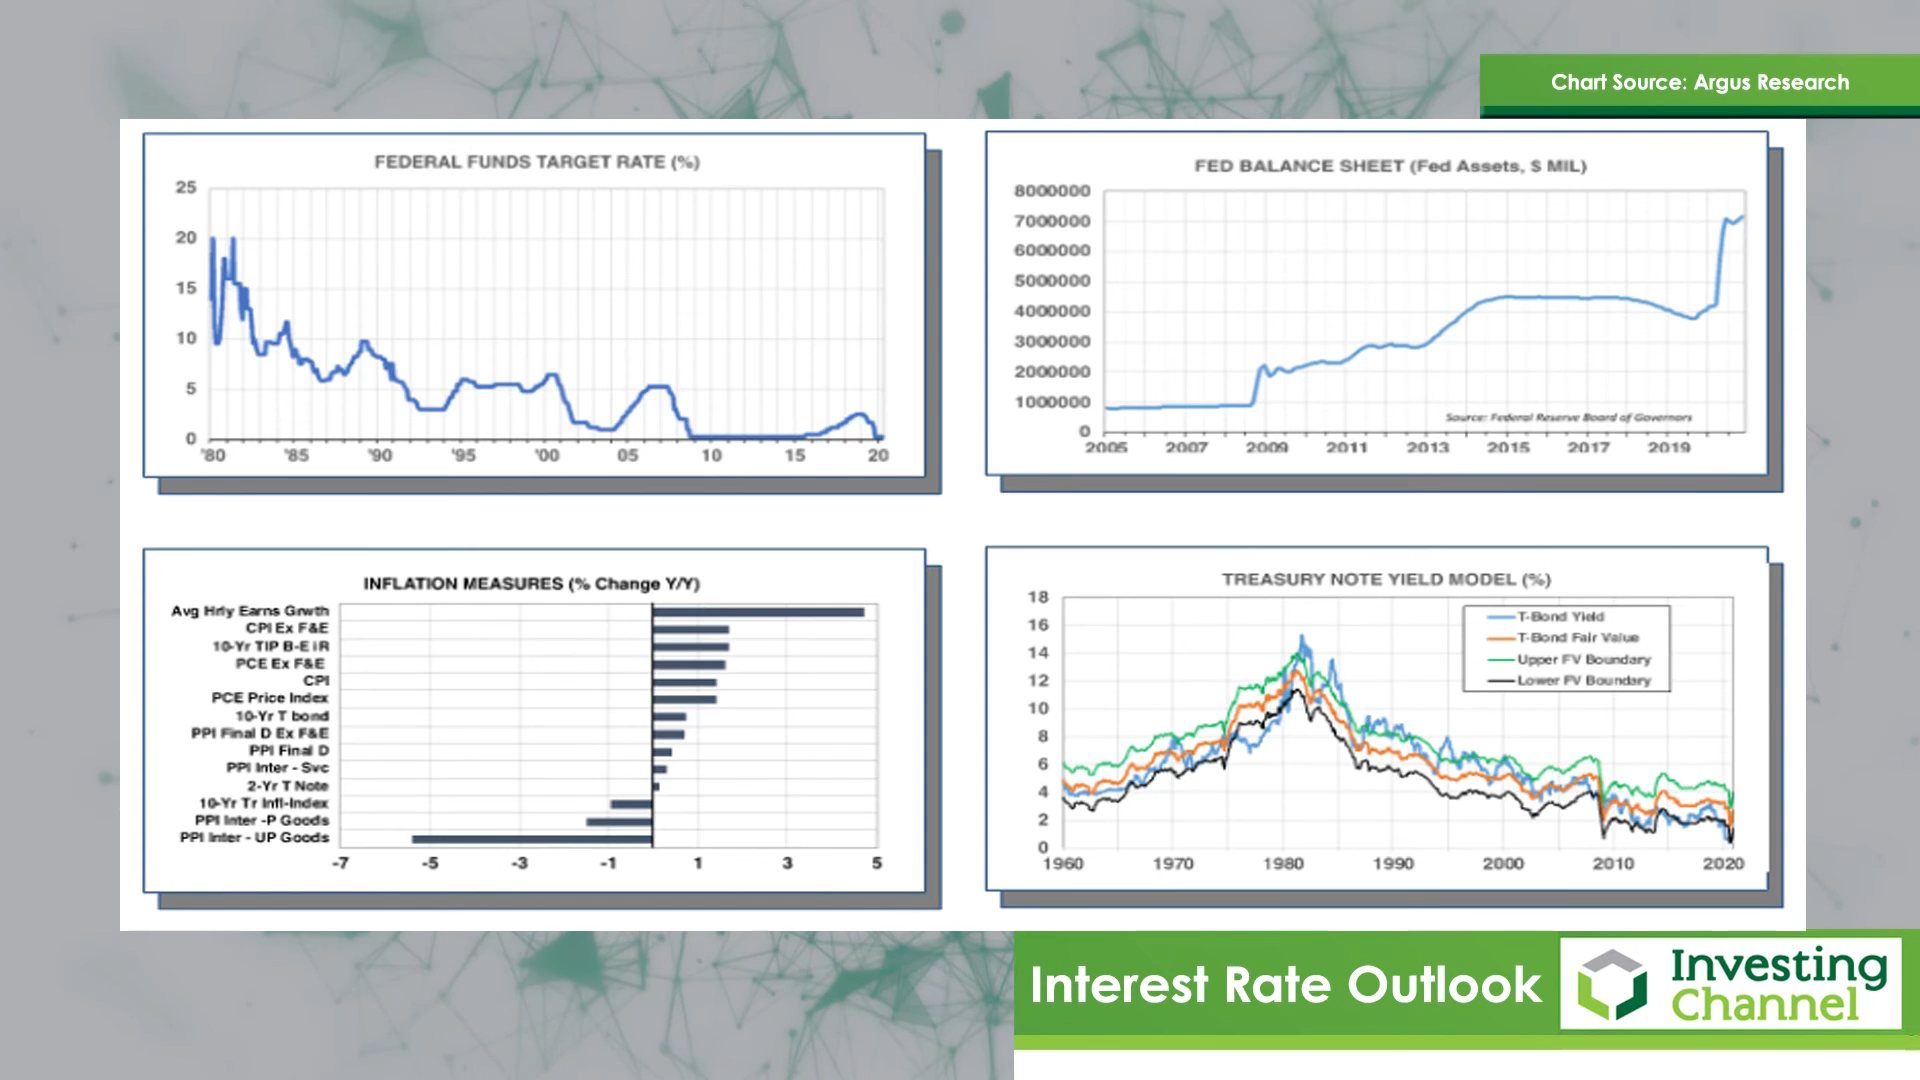 Chart Source: Argus Research
FEDERAL FUNDS TARGET RATE (%)
25
20
15
10
5
0
'80 '85 '90 '95 '00 05 10 15 20
FED BALANCE SHEET (Fed Assets, $ MIL)
8000000
7000000
6000000
5000000
4000000
3000000
2000000
1000000
0
Source: Federal Reserve Board of Governors
2005 2007 2009 2011 2013 2015 2017 2019
INFLATION MEASURES (% Change Y/Y)
Avg Hrly Earns Grwth
CPI Ex F&E
10-Yr TIP B-E iR
PCE Ex F&E
CPI
PCE Price Index
10-Yr T bond
PPI Final D Ex F&E
PPI Final D
PPI Inter - Svc
2-Yr T Note
10-Yr Tr Infl-Index
PPI Inter -P Goods
PPI Inter - UP Goods
-7 -5 -3 -1 1 3 5
TREASURY NOTE YIELD MODEL (%)
18
16
14
12
10
8
6
4
2
0
T-Bond Yield
T-Bond Fair Value
Upper FV Boundary
Lower FV Boundary
1960 1970 1980 1990 2000 2010 2020
Interest Rate Outlook
Investing
Channel